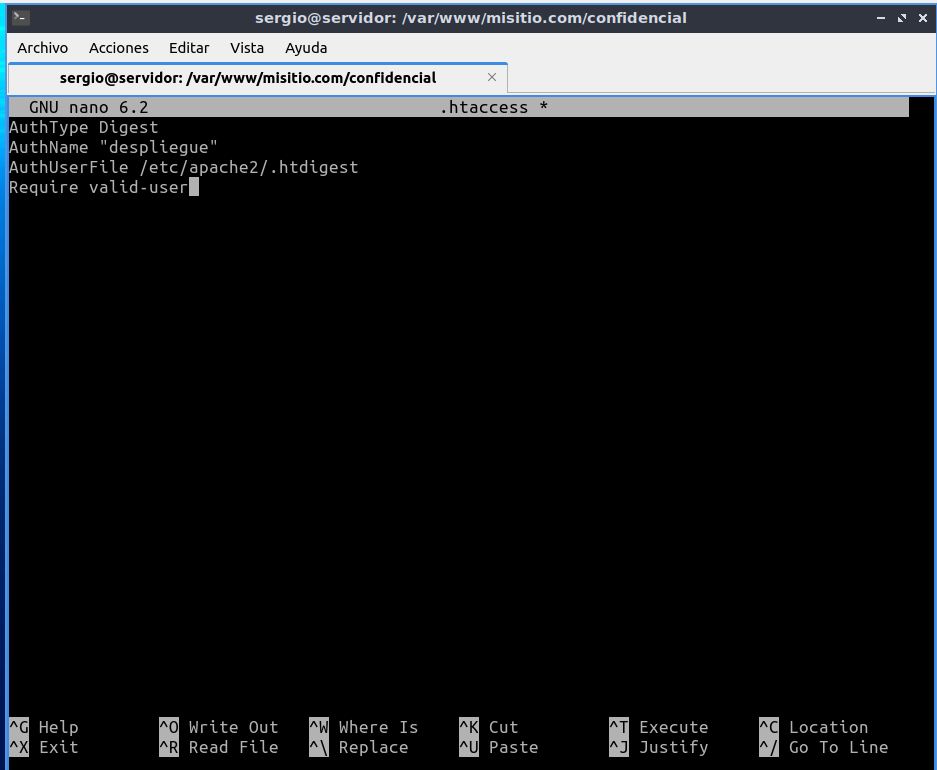 sergio@servidor: /var/www/misitio.com/confidencial
Archivo Acciones Editar Vista Ayuda
sergio@servidor: /var/www/misitio.com/confidencial
GNU nano 6.2 .htaccess *
AuthType Digest
AuthName "despliegue"
AuthUserFile /etc/apache2/.htdigest
Require valid-user
^G Help ^O Write Out ^W Where Is ^K Cut ^T Execute ^C Location
^X Exit ^R Read File ^\ Replace ^U Paste ^J Justify ^/ Go To Line